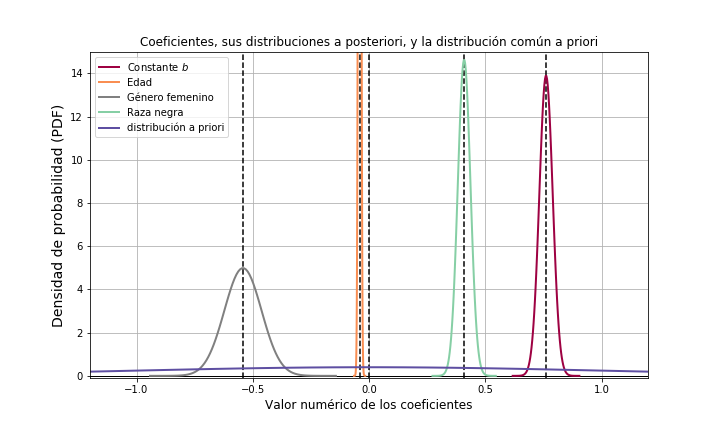 Coeficientes, sus distribuciones a posteriori, y la distribución común a priori
Densidad de probabilidad (PDF)
14
12
10
8
6
4
2
0
Constante b
Edad
Género femenino
Raza negra
distribución a priori
−1.0
−0.5
0.0
0.5
1.0
Valor numérico de los coeficientes